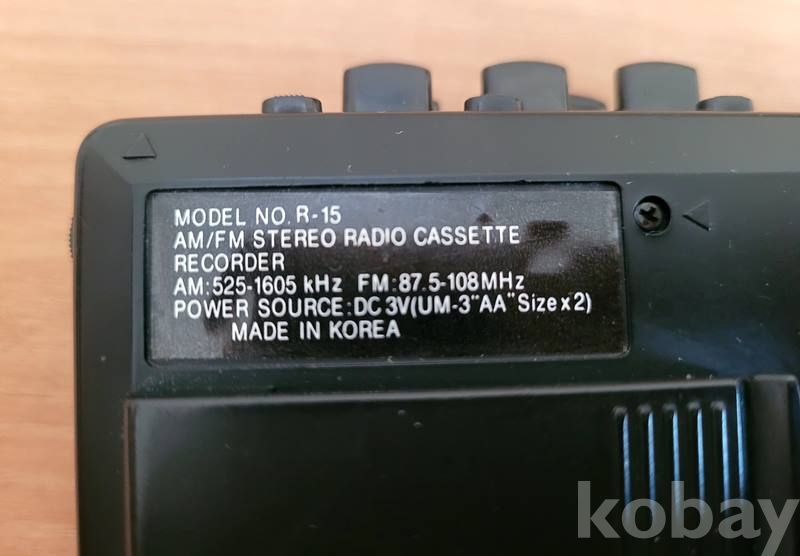 MODEL NO. R-15
AM/FM STEREO RADIO CASSETTE
RECORDER
AM:525-1605 kHz FM:87.5-108MHz
POWER SOURCE:DC 3V(UM-3"AA"Size x 2)
MADE IN KOREA
kobay